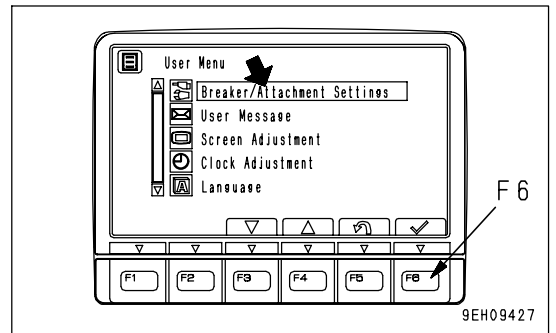 User Menu
Breaker/Attachment Settings
User Message
Screen Adjustment
Clock Adjustment
A Language
F6
F1 F2 F3 F4 F5 F6
9EH09427